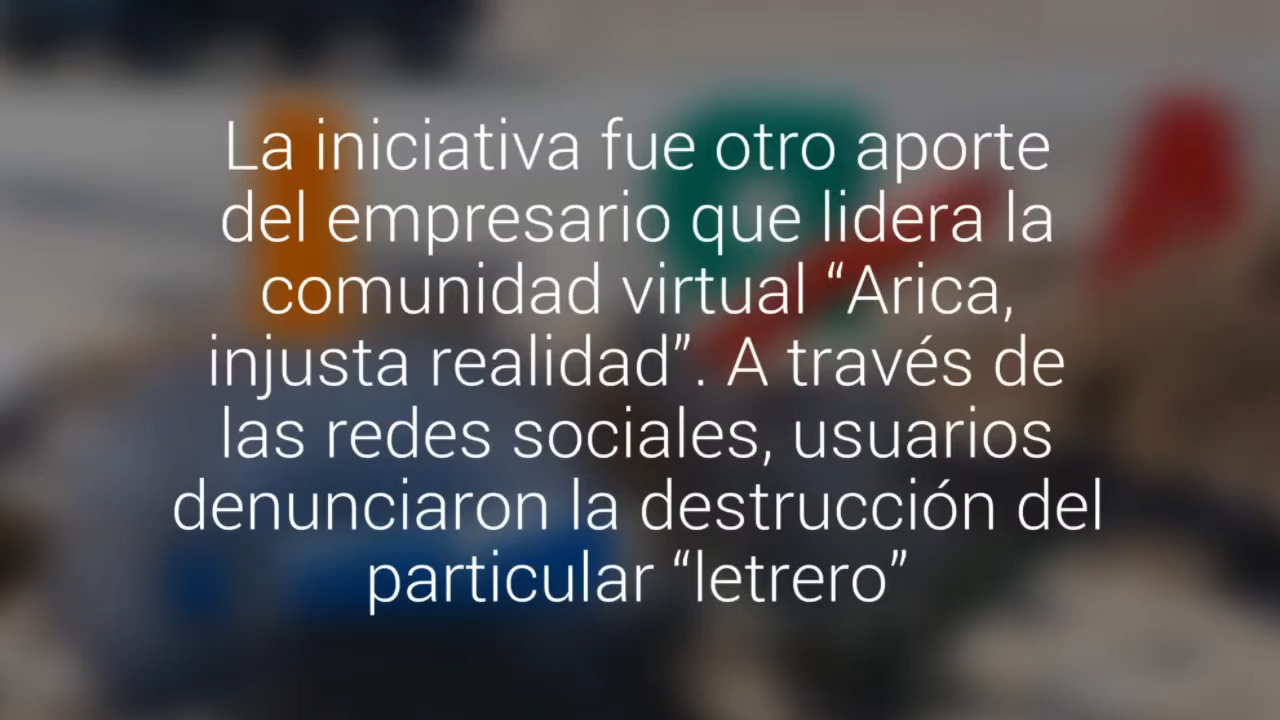 La iniciativa fue otro aporte
del empresario que lidera la
comunidad virtual “Arica,
injusta realidad”. A través de
las redes sociales, usuarios
denunciaron la destrucción del
particular “letrero”